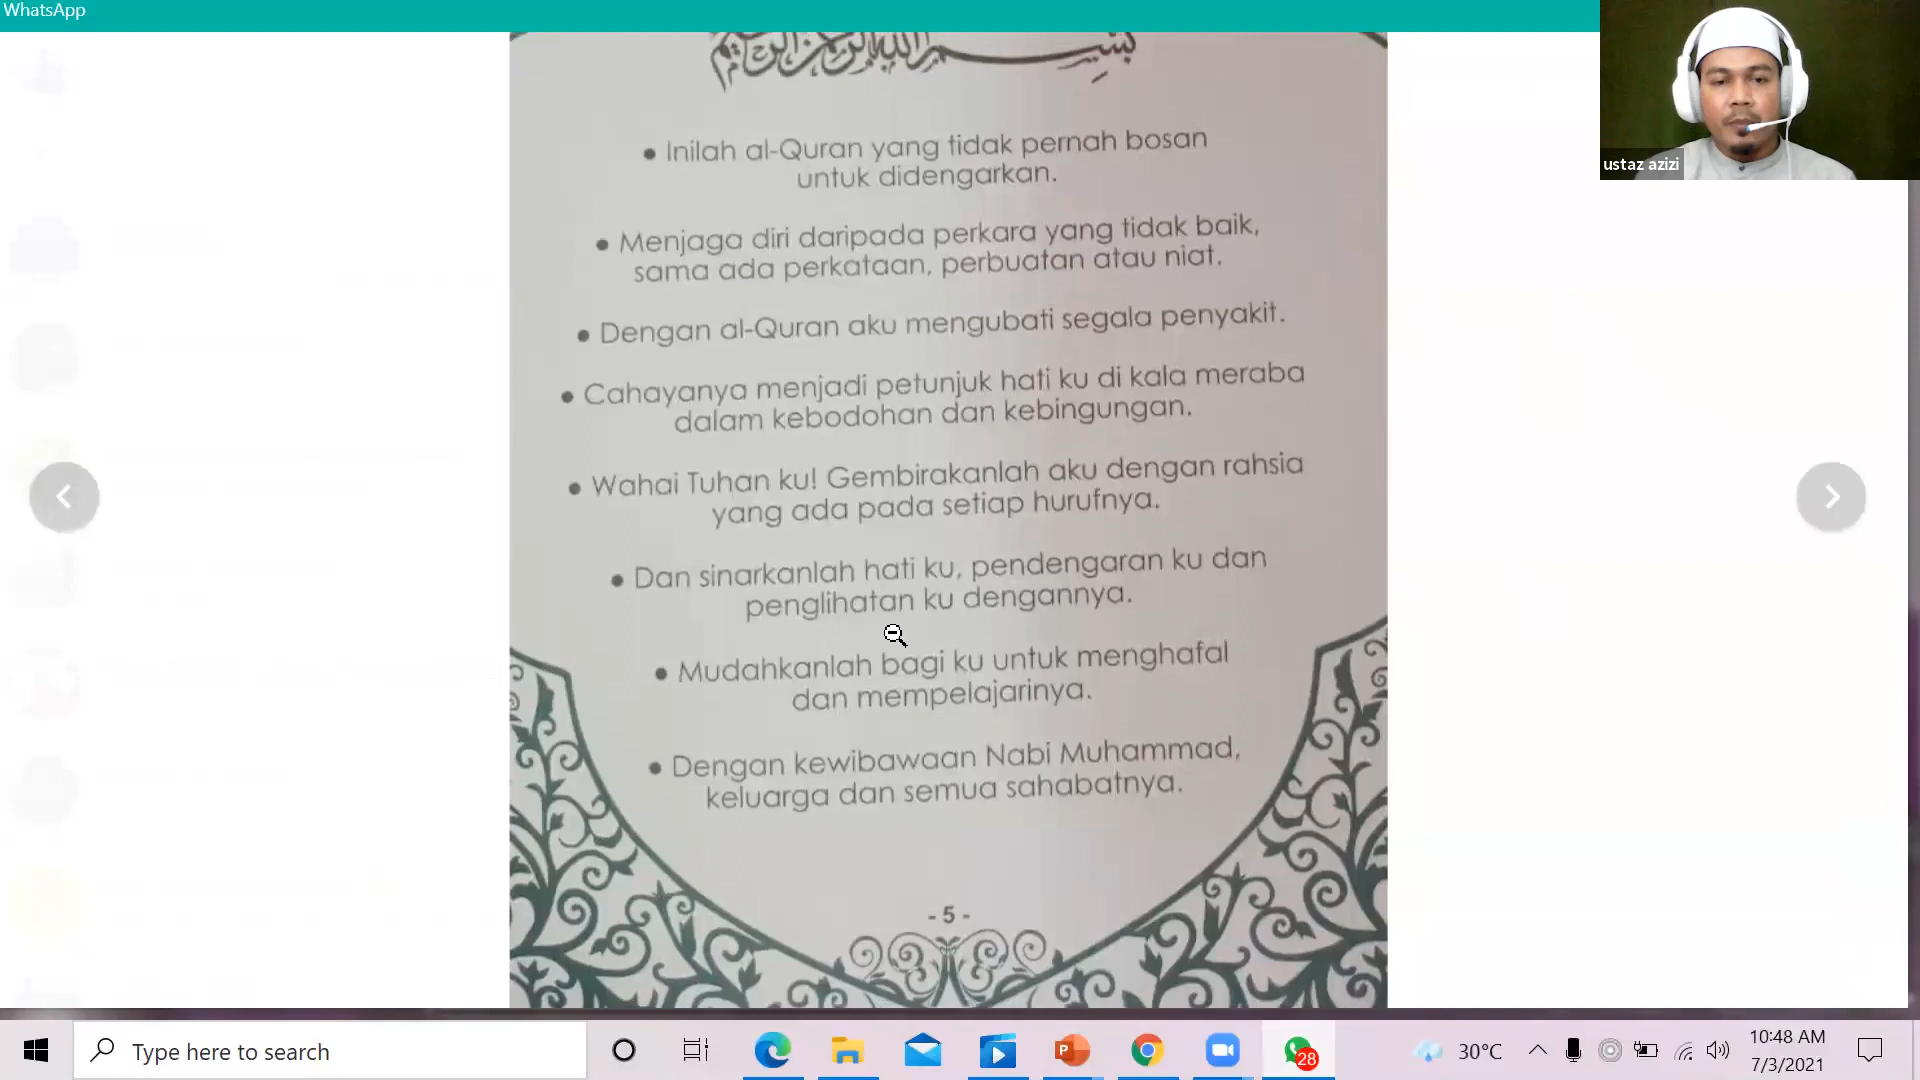 WhatsApp
بسم الله الرحمن الرحيم
• Inilah al-Quran yang tidak pernah bosan
untuk didengarkan.
• Menjaga diri daripada perkara yang tidak baik,
sama ada perkataan, perbuatan atau niat.
• Dengan al-Quran aku mengubati segala penyakit.
• Cahayanya menjadi petunjuk hati ku di kala meraba
dalam kebodohan dan kebingungan.
• Wahai Tuhan ku! Gembirakanlah aku dengan rahsia
yang ada pada setiap hurufnya.
• Dan sinarkanlah hati ku, pendengaran ku dan
penglihatan ku dengannya.
• Mudahkanlah bagi ku untuk menghafal
dan mempelajarinya.
• Dengan kewibawaan Nabi Muhammad,
keluarga dan semua sahabatnya.
- 5 -
ustaz azizi
Type here to search
28
30°C
10:48 AM
7/3/2021